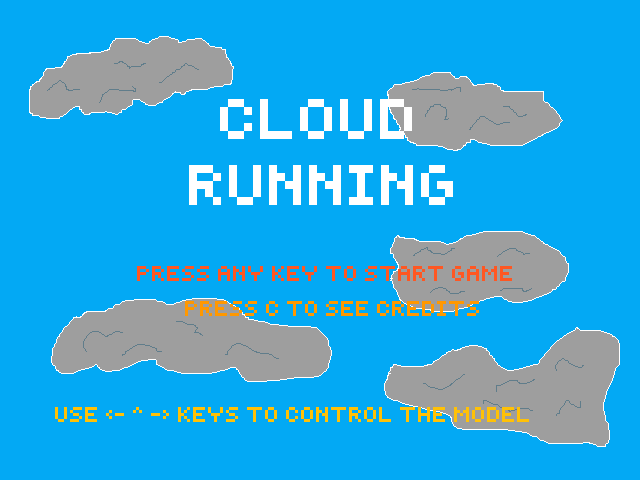 CLOUD
RUNNING
PRESS ANY KEY TO START GAME
PRESS C TO SEE CREDITS
USE <- ^ -> KEYS TO CONTROL THE MODEL